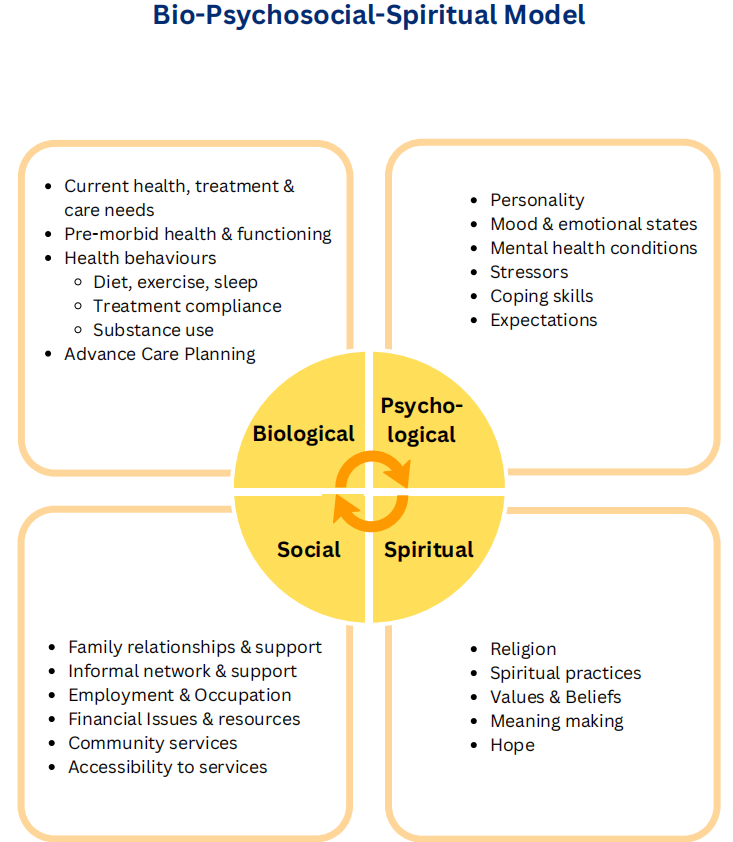 Bio-Psychosocial-Spiritual Model
• Current health, treatment &
care needs
• Pre-morbid health & functioning
• Health behaviours
◦ Diet, exercise, sleep
◦ Treatment compliance
◦ Substance use
• Advance Care Planning
• Personality
• Mood & emotional states
• Mental health conditions
• Stressors
• Coping skills
• Expectations
Biological
Psycho-
logical
Social
Spiritual
• Family relationships & support
• Informal network & support
• Employment & Occupation
• Financial Issues & resources
• Community services
• Accessibility to services
• Religion
• Spiritual practices
• Values & Beliefs
• Meaning making
• Hope